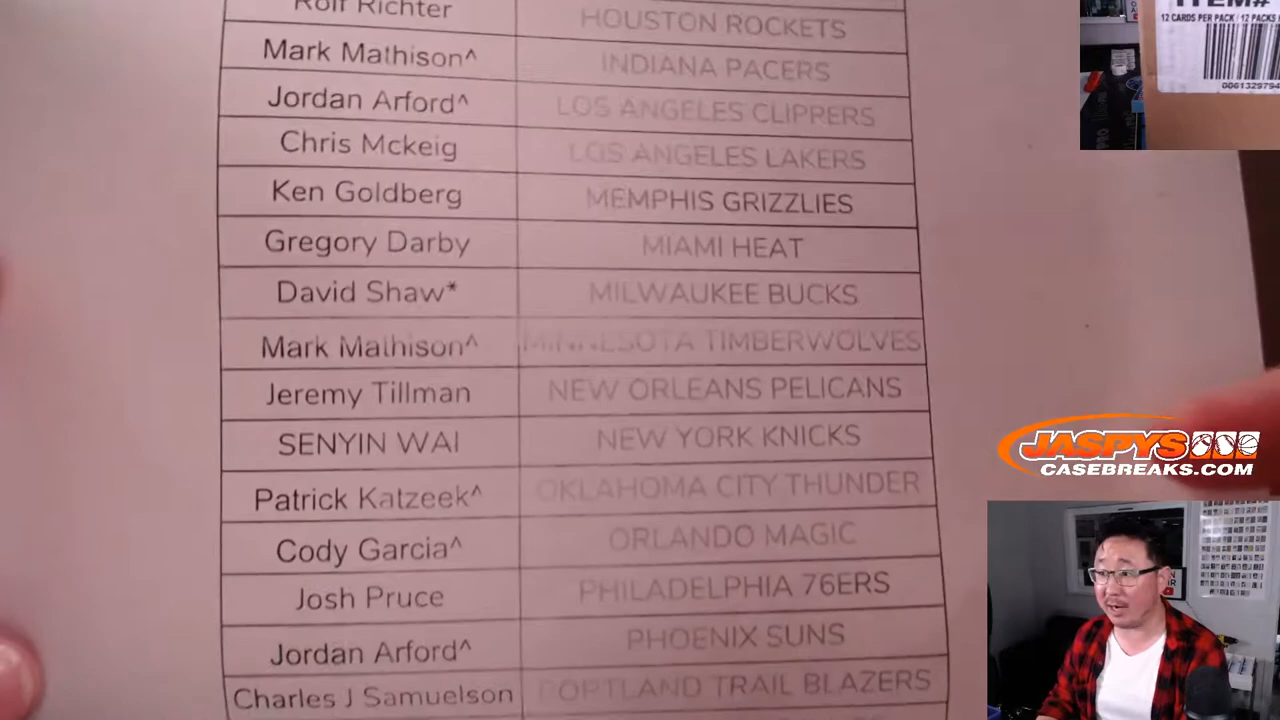 Rolf Richter HOUSTON ROCKETS
Mark Mathison^ INDIANA PACERS
Jordan Arford^ LOS ANGELES CLIPPERS
Chris Mckeig LOS ANGELES LAKERS
Ken Goldberg MEMPHIS GRIZZLIES
Gregory Darby MIAMI HEAT
David Shaw* MILWAUKEE BUCKS
Mark Mathison^ MINNESOTA TIMBERWOLVES
Jeremy Tillman NEW ORLEANS PELICANS
SENYIN WAI NEW YORK KNICKS
Patrick Katzeek^ OKLAHOMA CITY THUNDER
Cody Garcia^ ORLANDO MAGIC
Josh Pruce PHILADELPHIA 76ERS
Jordan Arford^ PHOENIX SUNS
Charles J Samuelson PORTLAND TRAIL BLAZERS
ITEM#
12 CARDS PER PACK / 12 PACKS
JASPYS
CASEBREAKS.COM